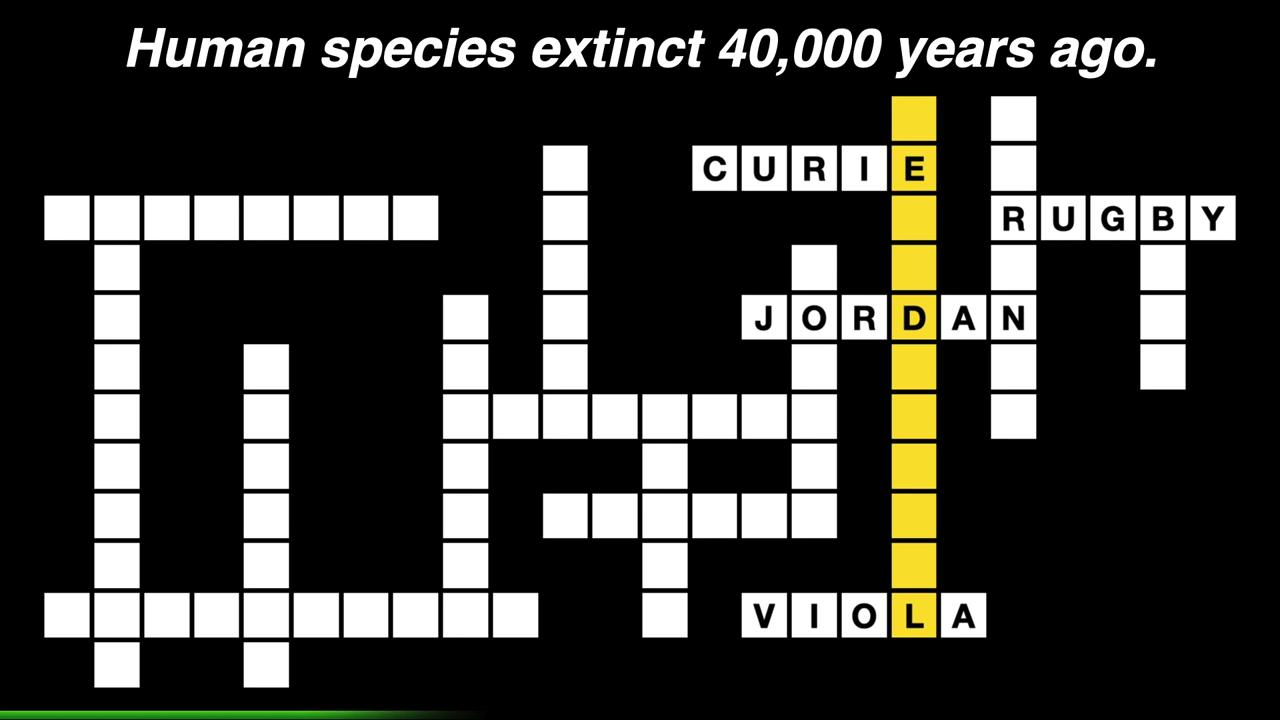 Human species extinct 40,000 years ago.
CURIE
RUGBY
JORDAN
VIOLA